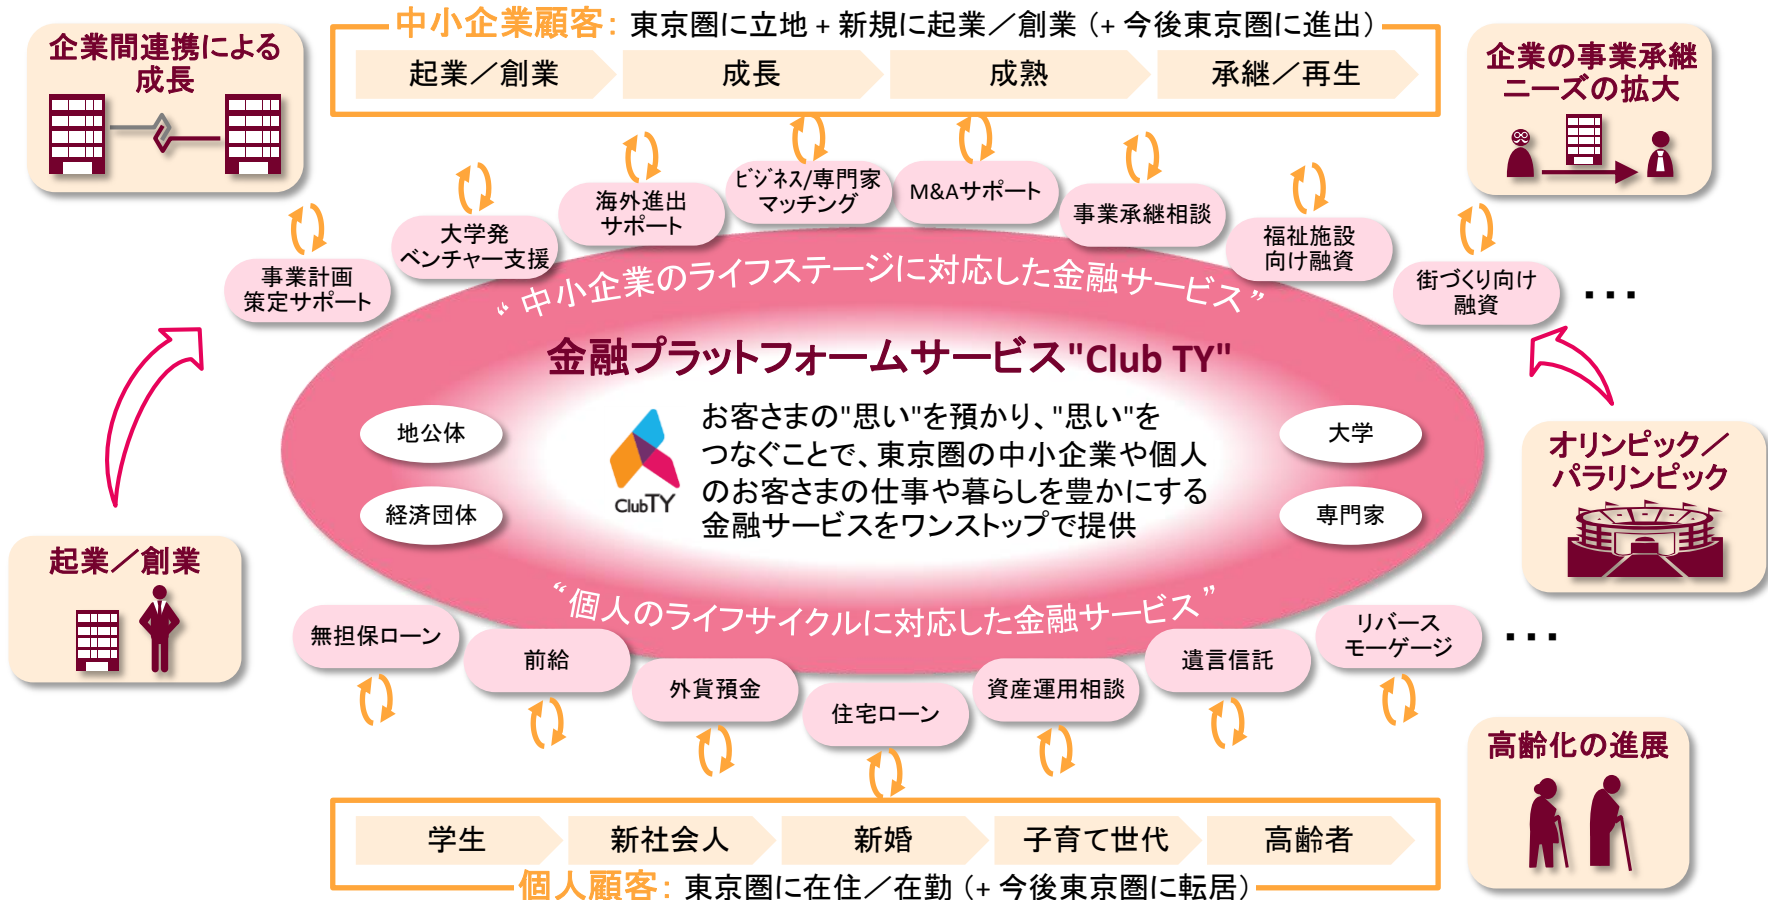 中小企業顧客： 東京圏に立地 + 新規に起業／創業 (+ 今後東京圏に進出)
起業／創業
成長
成熟
承継／再生
企業間連携による
成長
企業の事業承継
ニーズの拡大
事業計画
策定サポート
大学発
ベンチャー支援
海外進出
サポート
ﾋﾞｼﾞﾈｽ/専門家
マッチング
M&Aサポート
事業承継相談
福祉施設
向け融資
街づくり向け
融資
...
“中小企業のライフステージに対応した金融サービス”
金融プラットフォームサービス"Club TY"
お客さまの"思い"を預かり、"思い"を
つなぐことで、東京圏の中小企業や個人
のお客さまの仕事や暮らしを豊かにする
金融サービスをワンストップで提供
ClubTY
地公体
経済団体
大学
専門家
起業／創業
オリンピック／
パラリンピック
“個人のライフサイクルに対応した金融サービス”
無担保ローン
前給
外貨預金
住宅ローン
資産運用相談
遺言信託
リバース
モーゲージ
...
高齢化の進展
学生
新社会人
新婚
子育て世代
高齢者
個人顧客： 東京圏に在住／在勤 (+ 今後東京圏に転居)